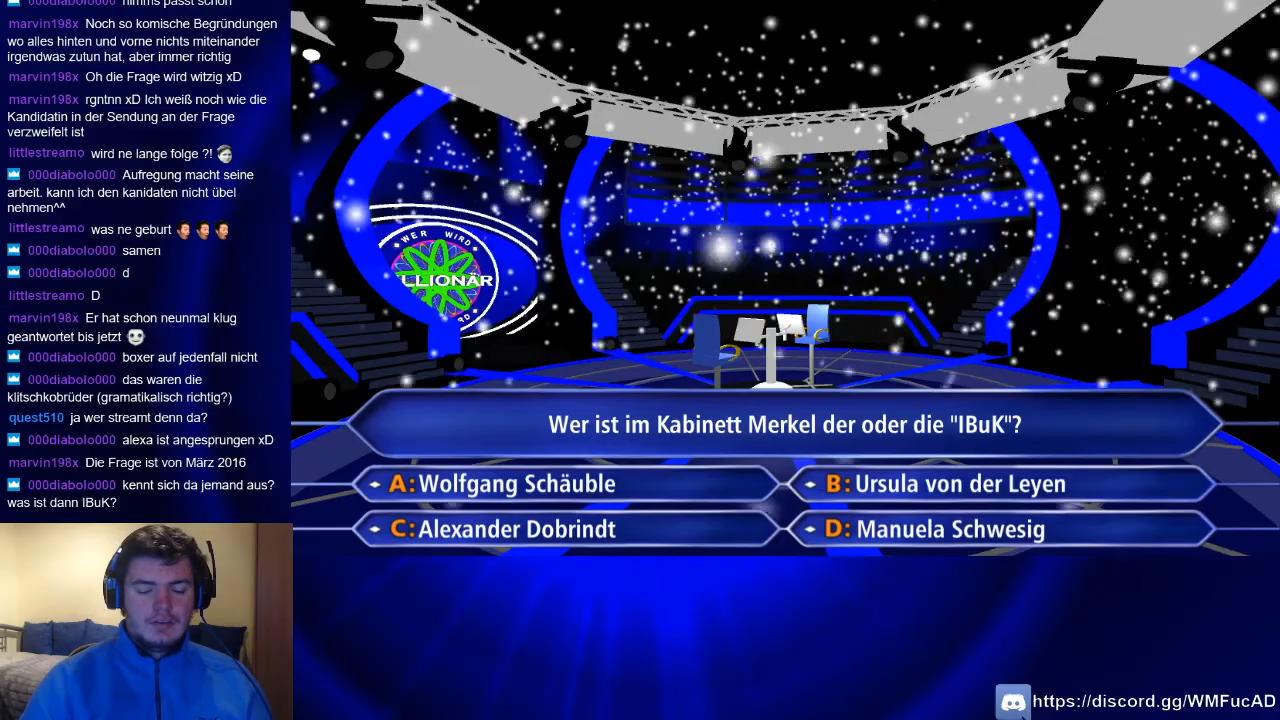 000diabolo000 nimms passt schon
marvin198x Noch so komische Begründungen
wo alles hinten und vorne nichts miteinander
irgendwas zutun hat, aber immer richtig
marvin198x Oh die Frage wird witzig xD
marvin198x rgntnn xD Ich weiß noch wie die
Kandidatin in der Sendung an der Frage
verzweifelt ist
littlestreamo wird ne lange folge ?!
000diabolo000 Aufregung macht seine
arbeit. kann ich den kanidaten nicht übel
nehmen^^
littlestreamo was ne geburt
000diabolo000 samen
000diabolo000 d
littlestreamo D
marvin198x Er hat schon neunmal klug
geantwortet bis jetzt
000diabolo000 boxer auf jedenfall nicht
000diabolo000 das waren die
klitschkobrüder (gramatikalisch richtig?)
quest510 ja wer streamt denn da?
000diabolo000 alexa ist angesprungen xD
marvin198x Die Frage ist von März 2016
000diabolo000 kennt sich da jemand aus?
was ist dann IBuK?
WER WIRD
LLIONÄR
RD
Wer ist im Kabinett Merkel der oder die "IBuK"?
A: Wolfgang Schäuble
B: Ursula von der Leyen
C: Alexander Dobrindt
D: Manuela Schwesig
https://discord.gg/WMFucAD